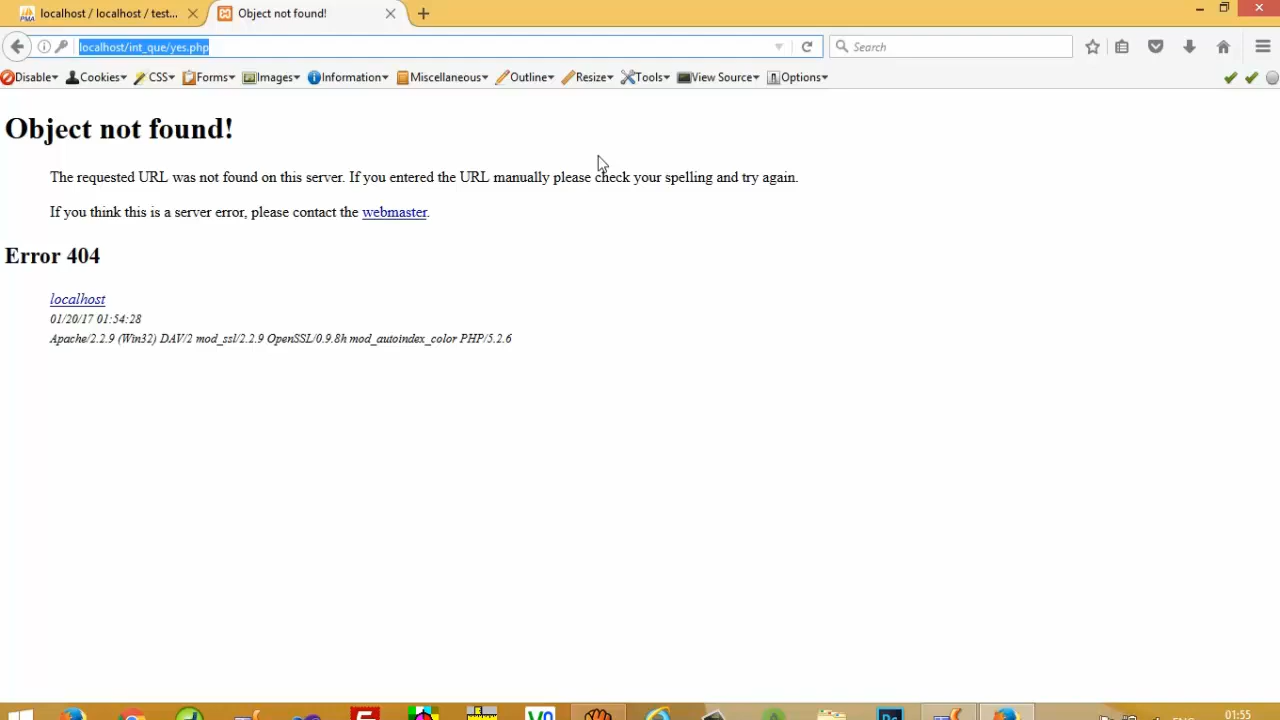 localhost / localhost / test...
Object not found!
localhost/int_que/yes.php
Search
Disable Cookies CSS Forms Images Information Miscellaneous Outline Resize Tools View Source Options
Object not found!
The requested URL was not found on this server. If you entered the URL manually please check your spelling and try again.
If you think this is a server error, please contact the webmaster.
Error 404
localhost
01/20/17 01:54:28
Apache/2.2.9 (Win32) DAV/2 mod_ssl/2.2.9 OpenSSL/0.9.8h mod_autoindex_color PHP/5.2.6
01:55